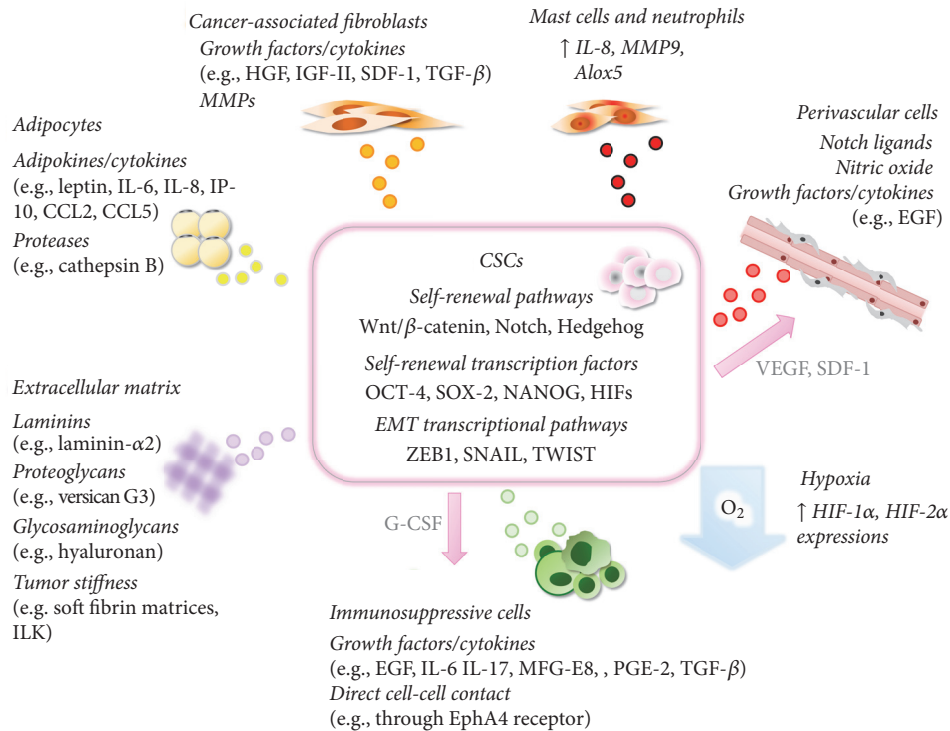 Cancer-associated fibroblasts
Growth factors/cytokines
(e.g., HGF, IGF-II, SDF-1, TGF-β)
MMPs
Mast cells and neutrophils
↑ IL-8, MMP9,
Alox5
Adipocytes
Adipokines/cytokines
(e.g., leptin, IL-6, IL-8, IP-
10, CCL2, CCL5)
Proteases
(e.g., cathepsin B)
Perivascular cells
Notch ligands
Nitric oxide
Growth factors/cytokines
(e.g., EGF)
CSCs
Self-renewal pathways
Wnt/β-catenin, Notch, Hedgehog
Self-renewal transcription factors
OCT-4, SOX-2, NANOG, HIFs
EMT transcriptional pathways
ZEB1, SNAIL, TWIST
VEGF, SDF-1
Extracellular matrix
Laminins
(e.g., laminin-α2)
Proteoglycans
(e.g., versican G3)
Glycosaminoglycans
(e.g., hyaluronan)
Tumor stiffness
(e.g. soft fibrin matrices,
ILK)
G-CSF
O₂
Hypoxia
↑ HIF-1α, HIF-2α
expressions
Immunosuppressive cells
Growth factors/cytokines
(e.g., EGF, IL-6 IL-17, MFG-E8, , PGE-2, TGF-β)
Direct cell-cell contact
(e.g., through EphA4 receptor)